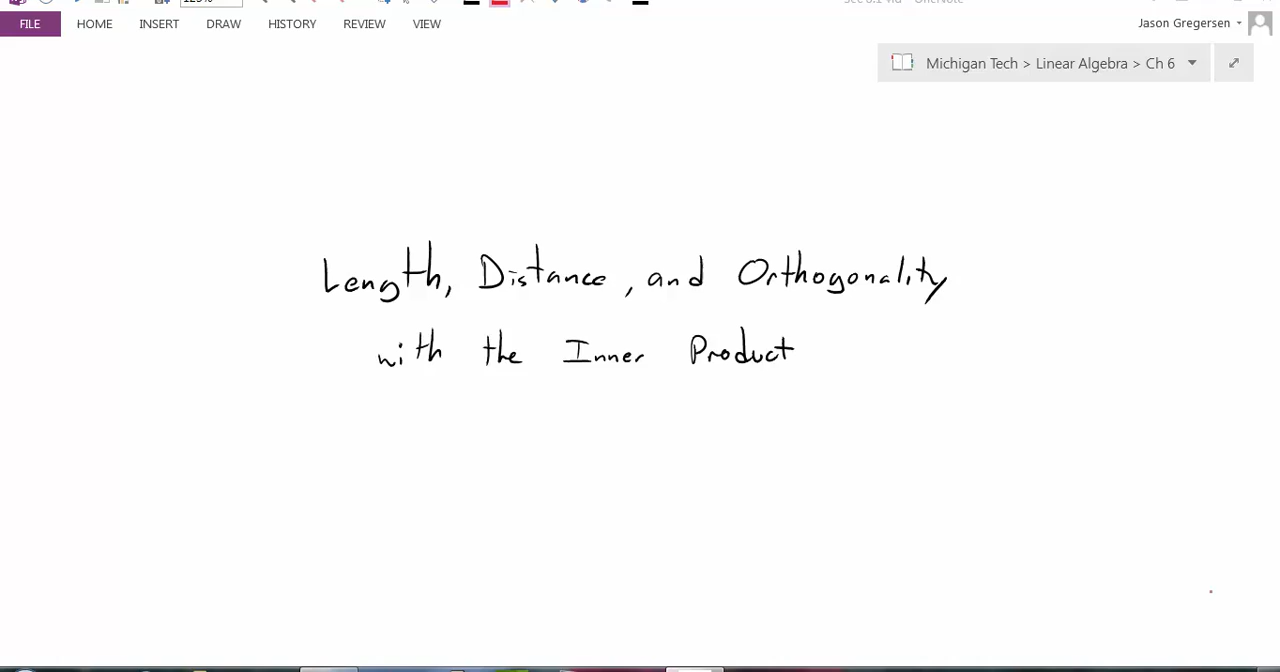 FILE HOME INSERT DRAW HISTORY REVIEW VIEW
Jason Gregersen
Michigan Tech > Linear Algebra > Ch 6
Length, Distance, and Orthogonality
with the Inner Product